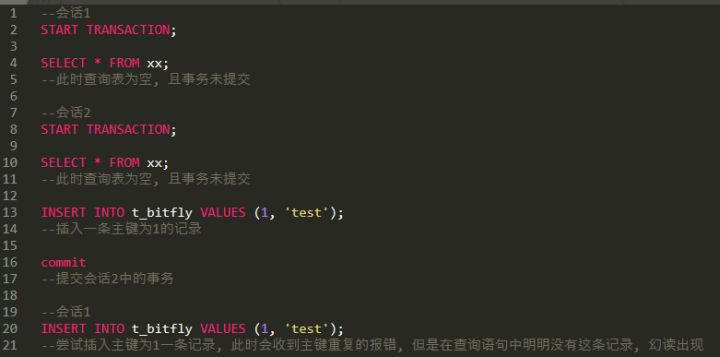 1 --会话1
2 START TRANSACTION;
3
4 SELECT * FROM xx;
5 --此时查询表为空, 且事务未提交
6
7 --会话2
8 START TRANSACTION;
9
10 SELECT * FROM xx;
11 --此时查询表为空, 且事务未提交
12
13 INSERT INTO t_bitfly VALUES (1, 'test');
14 --插入一条主键为1的记录
15
16 commit
17 --提交会话2中的事务
18
19 --会话1
20 INSERT INTO t_bitfly VALUES (1, 'test');
21 --尝试插入主键为1一条记录, 此时会收到主键重复的报错, 但是在查询语句中明明没有这条记录, 幻读出现